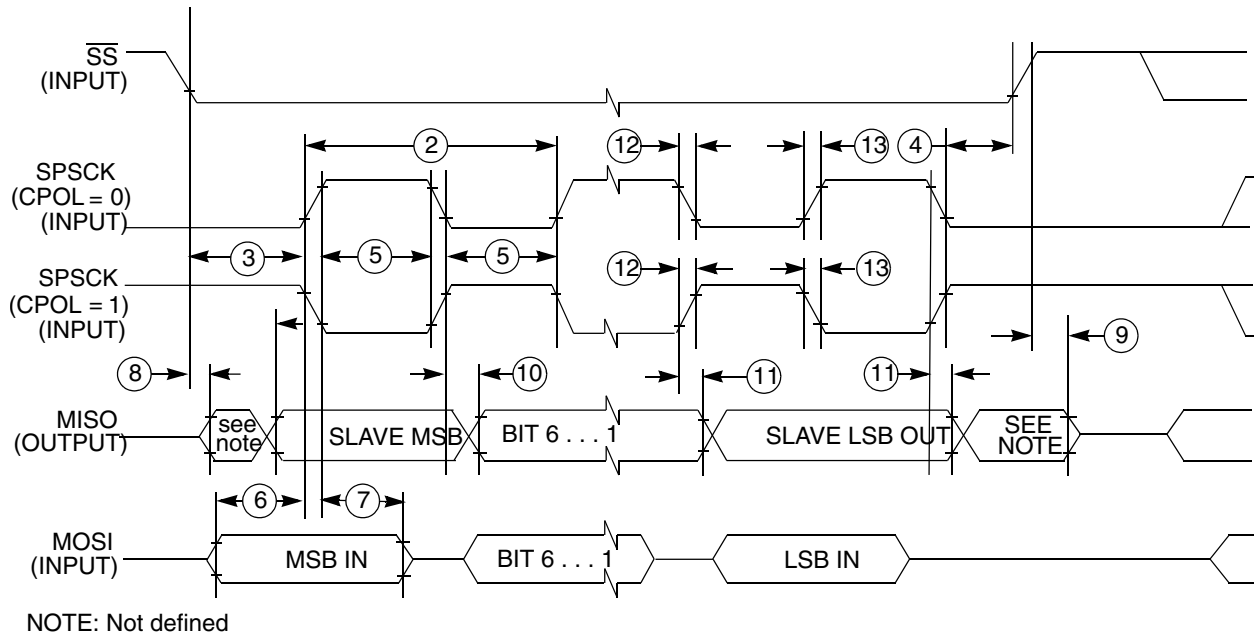 SS
(INPUT)
2
12
13
4
SPSCK
(CPOL = 0)
(INPUT)
3
5
5
12
13
SPSCK
(CPOL = 1)
(INPUT)
8
10
11
11
9
MISO
(OUTPUT)
see
note
SLAVE MSB
BIT 6 . . . 1
SLAVE LSB OUT
SEE
NOTE
6
7
MOSI
(INPUT)
MSB IN
BIT 6 . . . 1
LSB IN
NOTE: Not defined